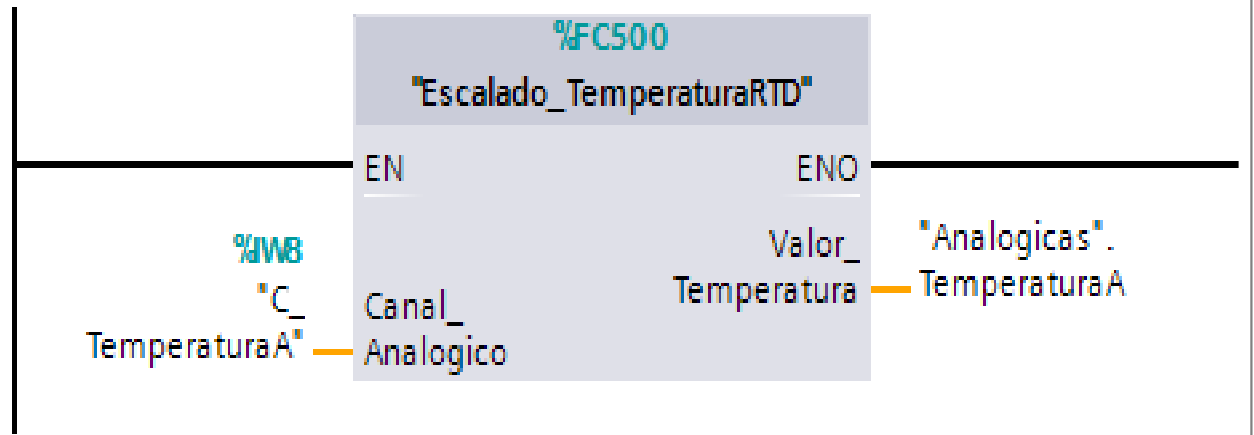 %FC500
"Escalado_TemperaturaRTD"
EN
ENO
%IW8
"C_
TemperaturaA"
Canal_
Analogico
Valor_
Temperatura
"Analogicas".
TemperaturaA